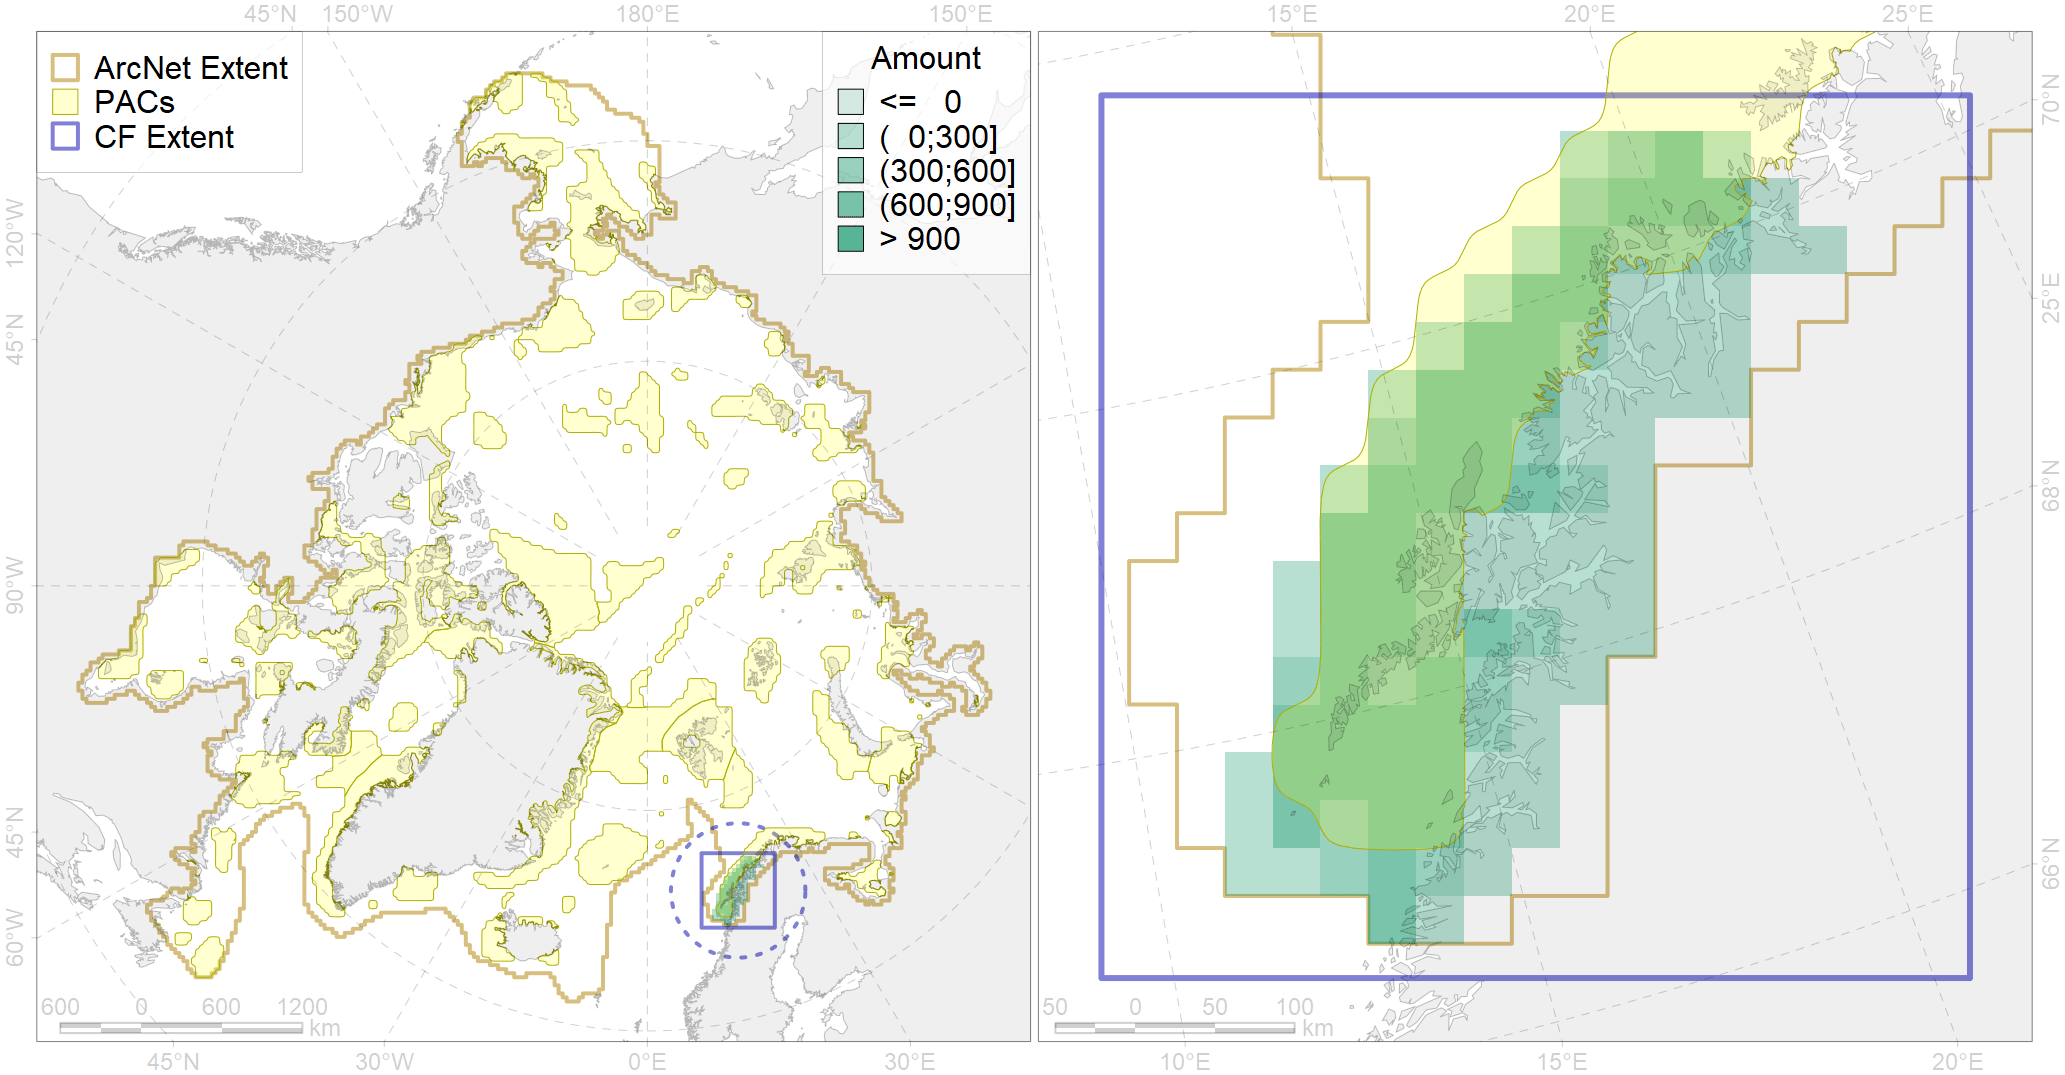 45°N 150°W 180°E 150°E 15°E 20°E 25°E
ArcNet Extent
PACs
CF Extent
Amount
<= 0
( 0;300]
(300;600]
(600;900]
> 900
120°W
45°N
90°W
45°N
60°W
70°N
25°E
68°N
66°N
600 0 600 1200
km
50 0 50 100
km
45°N 30°W 0°E 30°E 10°E 15°E 20°E